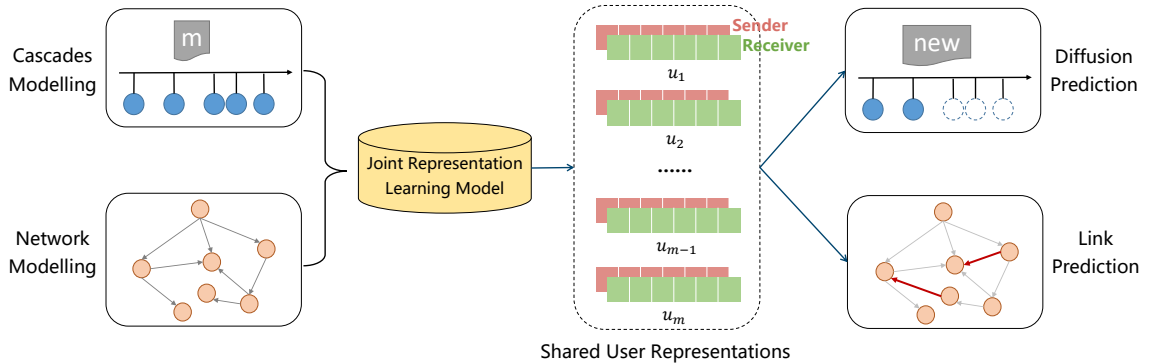 Cascades
Modelling
m
Network
Modelling
Joint Representation
Learning Model
Sender
Receiver
u₁
u₂
......
uₘ₋₁
uₘ
Shared User Representations
new
Diffusion
Prediction
Link
Prediction